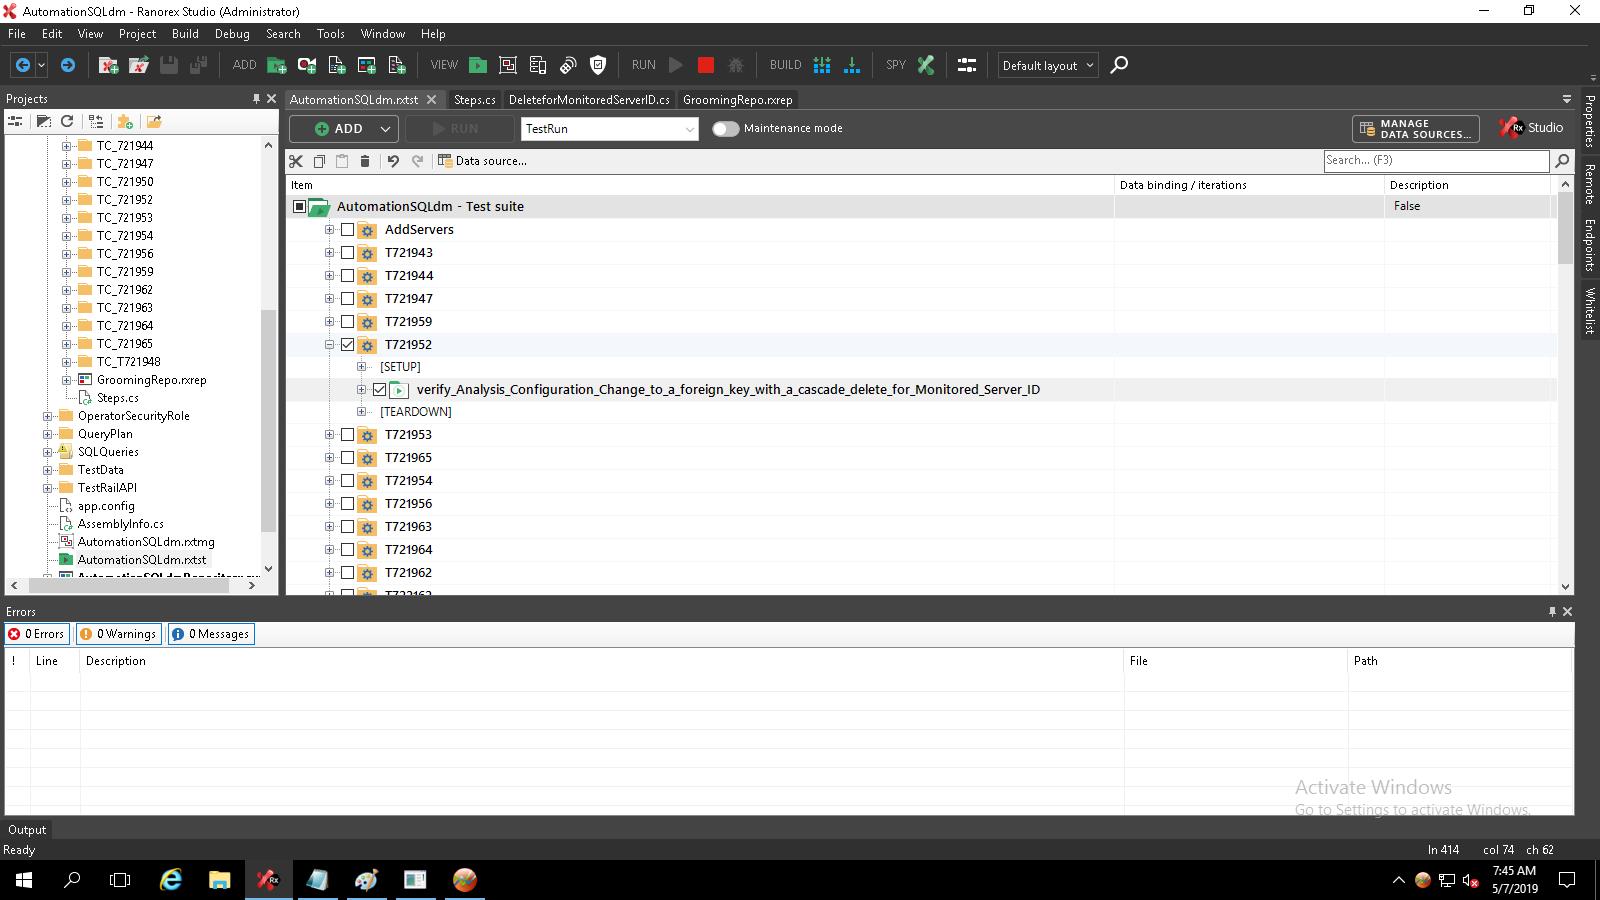 AutomationSQLdm - Ranorex Studio (Administrator)
File Edit View Project Build Debug Search Tools Window Help
ADD VIEW RUN BUILD SPY Default layout
Projects
AutomationSQLdm.rxtst Steps.cs DeleteforMonitoredServerID.cs GroomingRepo.rxrep
ADD RUN TestRun Maintenance mode MANAGE DATA SOURCES... Rx Studio
Data source... Search... (F3)
Item Data binding / iterations Description
TC_721944
TC_721947
TC_721950
TC_721952
TC_721953
TC_721954
TC_721956
TC_721959
TC_721962
TC_721963
TC_721964
TC_721965
TC_T721948
GroomingRepo.rxrep
Steps.cs
OperatorSecurityRole
QueryPlan
SQLQueries
TestData
TestRailAPI
app.config
AssemblyInfo.cs
AutomationSQLdm.rxtmg
AutomationSQLdm.rxtst
AutomationSQLdm - Test suite False
AddServers
T721943
T721944
T721947
T721959
T721952
[SETUP]
verify_Analysis_Configuration_Change_to_a_foreign_key_with_a_cascade_delete_for_Monitored_Server_ID
[TEARDOWN]
T721953
T721965
T721954
T721956
T721963
T721964
T721962
Properties
Remote
Endpoints
Whitelist
Errors
0 Errors 0 Warnings 0 Messages
! Line Description File Path
Activate Windows
Go to Settings to activate Windows.
Output
Ready ln 414 col 74 ch 62
Rx
7:45 AM
5/7/2019